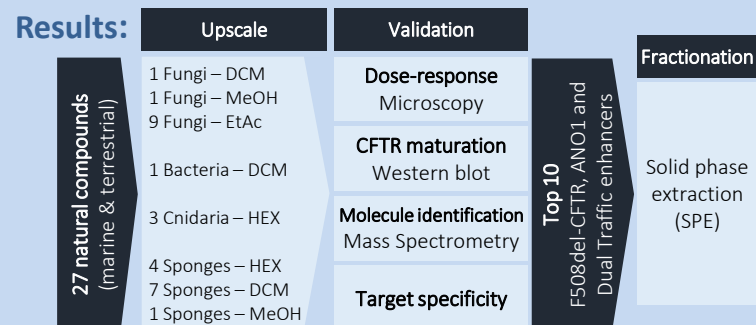 Results:
27 natural compounds
(marine & terrestrial)
Upscale
1 Fungi – DCM
1 Fungi – MeOH
9 Fungi – EtAc
1 Bacteria – DCM
3 Cnidaria – HEX
4 Sponges – HEX
7 Sponges – DCM
1 Sponges – MeOH
Validation
Dose-response
Microscopy
CFTR maturation
Western blot
Molecule identification
Mass Spectrometry
Target specificity
Top 10
F508del-CFTR, ANO1 and
Dual Traffic enhancers
Fractionation
Solid phase
extraction
(SPE)